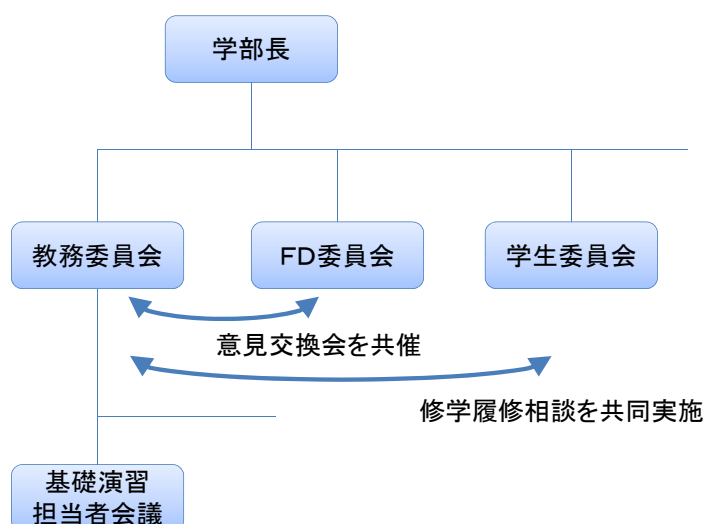 学部長
教務委員会
FD委員会
学生委員会
意見交換会を共催
修学履修相談を共同実施
基礎演習
担当者会議